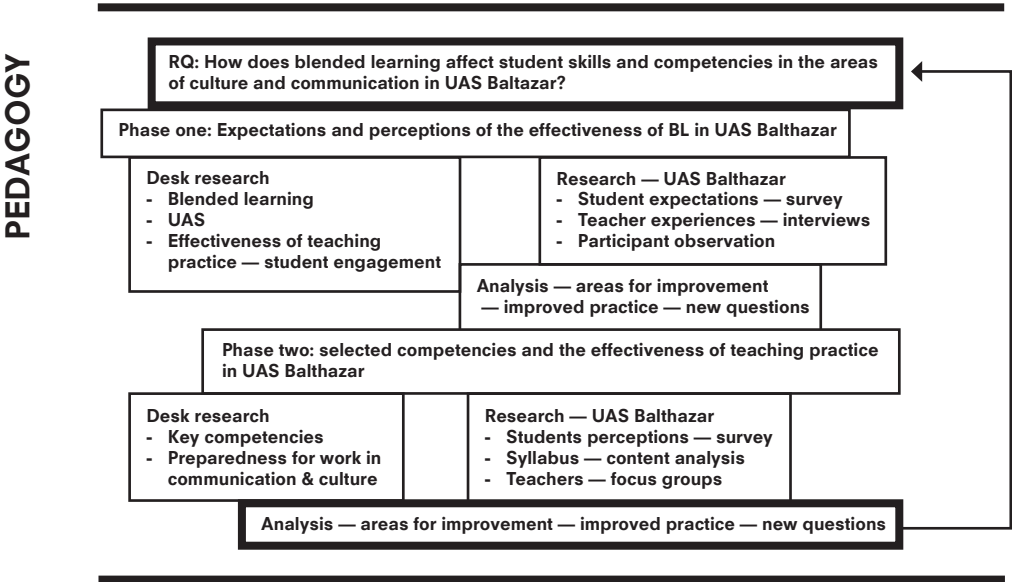 PEDAGOGY
RQ: How does blended learning affect student skills and competencies in the areas
of culture and communication in UAS Baltazar?
Phase one: Expectations and perceptions of the effectiveness of BL in UAS Balthazar
Desk research
- Blended learning
- UAS
- Effectiveness of teaching
practice — student engagement
Research — UAS Balthazar
- Student expectations — survey
- Teacher experiences — interviews
- Participant observation
Analysis — areas for improvement
— improved practice — new questions
Phase two: selected competencies and the effectiveness of teaching practice
in UAS Balthazar
Desk research
- Key competencies
- Preparedness for work in
communication & culture
Research — UAS Balthazar
- Students perceptions — survey
- Syllabus — content analysis
- Teachers — focus groups
Analysis — areas for improvement — improved practice — new questions